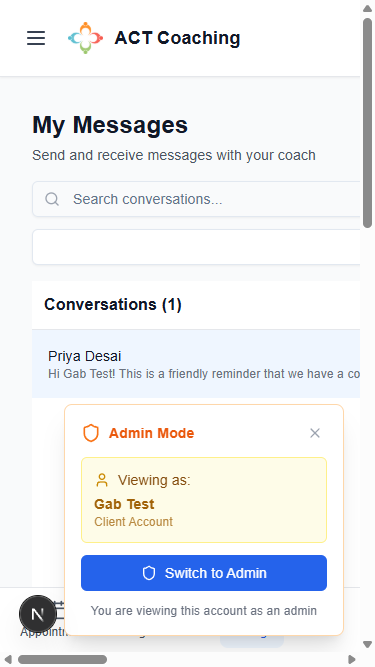 ACT Coaching
My Messages
Send and receive messages with your coach
Search conversations...
Conversations (1)
Priya Desai
Hi Gab Test! This is a friendly reminder that we have a co
Admin Mode
Viewing as:
Gab Test
Client Account
Switch to Admin
You are viewing this account as an admin
N